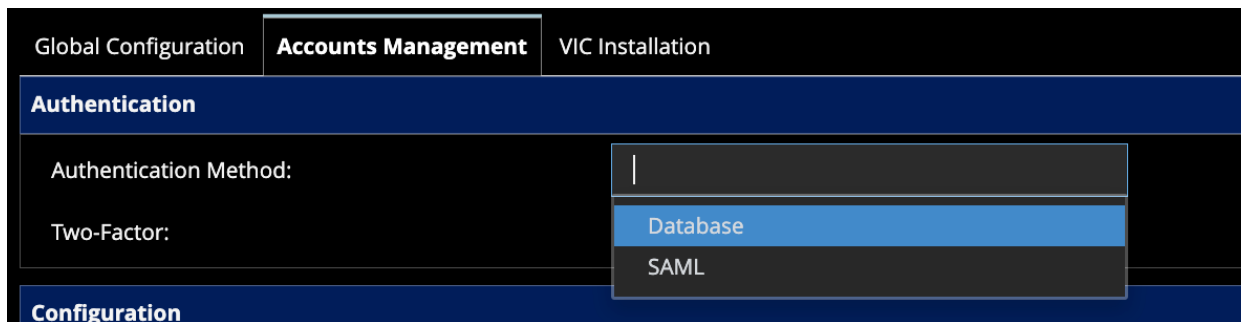 Global Configuration Accounts Management VIC Installation
Authentication
Authentication Method:
Database
Two-Factor:
SAML
Configuration